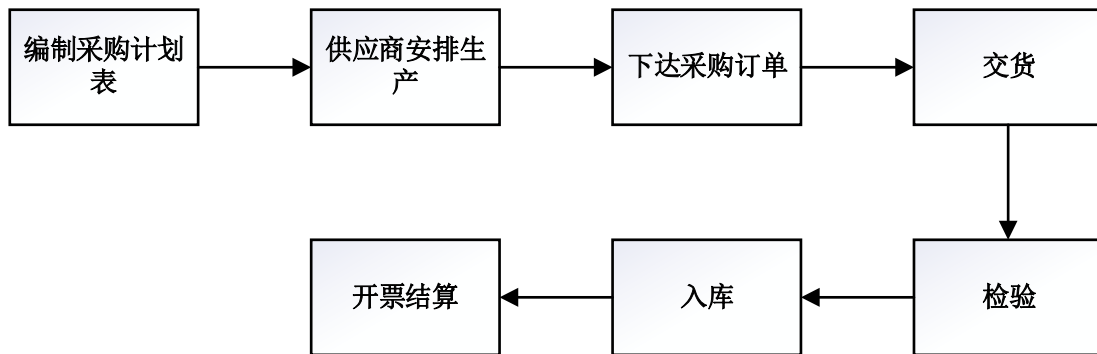 编制采购计划
表
供应商安排生
产
下达采购订单
交货
开票结算
入库
检验